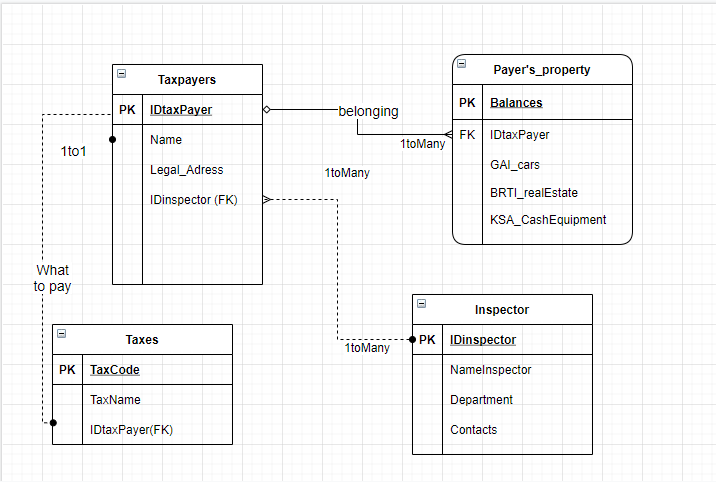 Taxpayers
PK IDtaxPayer
Name
Legal_Adress
IDinspector (FK)
belonging
1toMany
Payer's_property
PK Balances
FK IDtaxPayer
GAI_cars
BRTI_realEstate
KSA_CashEquipment
1to1
1toMany
What
to pay
Taxes
PK TaxCode
TaxName
IDtaxPayer(FK)
1toMany
Inspector
PK IDinspector
NameInspector
Department
Contacts